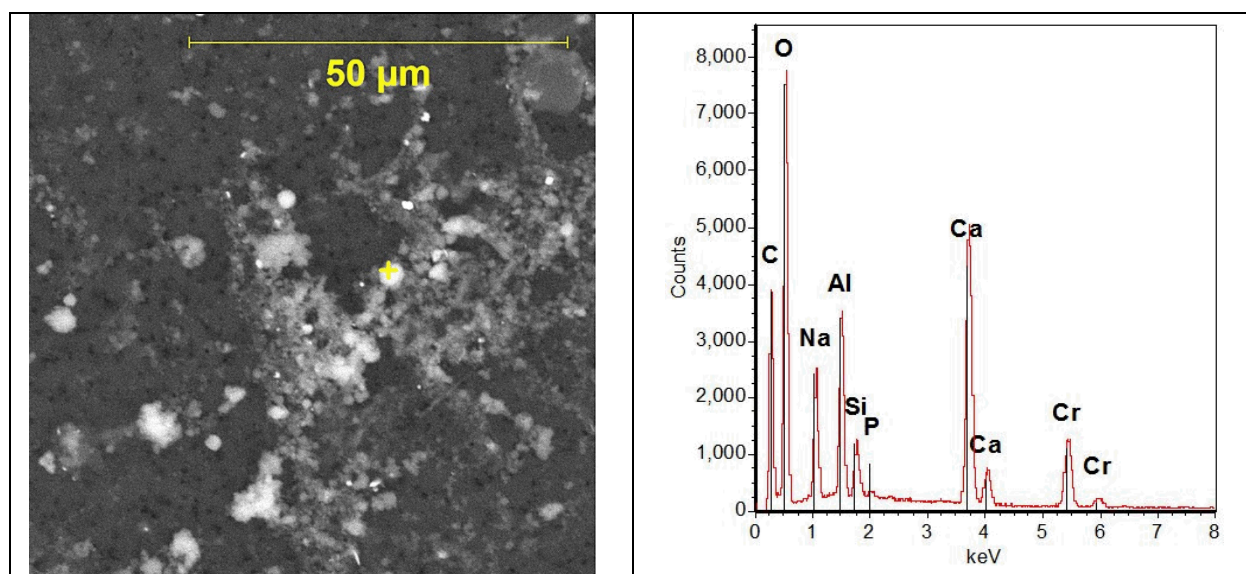 50 µm
O
8,000
7,000
6,000
5,000
Ca
C
4,000
Al
Na
3,000
2,000
Si
P
Cr
1,000
Ca
Cr
0
Counts
0 1 2 3 4 5 6 7 8
keV